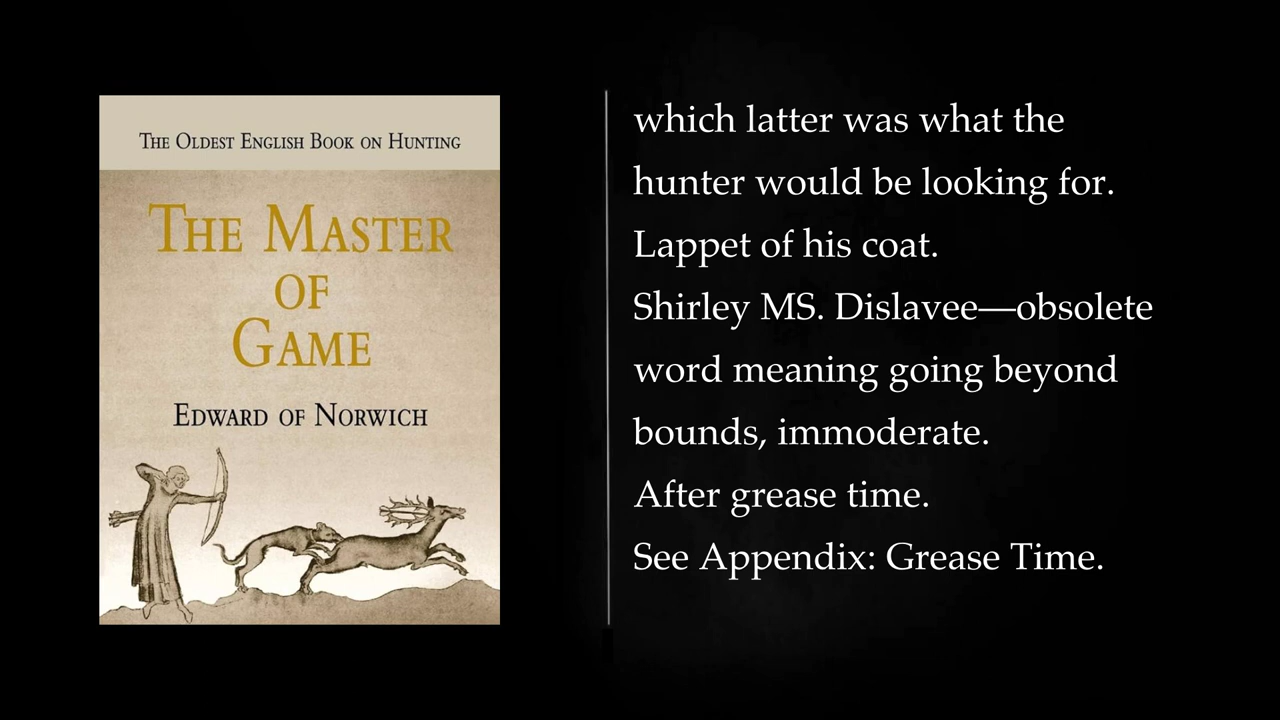 The Oldest English Book on Hunting
The Master
of
Game
Edward of Norwich
which latter was what the
hunter would be looking for.
Lappet of his coat.
Shirley MS. Dislavee—obsolete
word meaning going beyond
bounds, immoderate.
After grease time.
See Appendix: Grease Time.